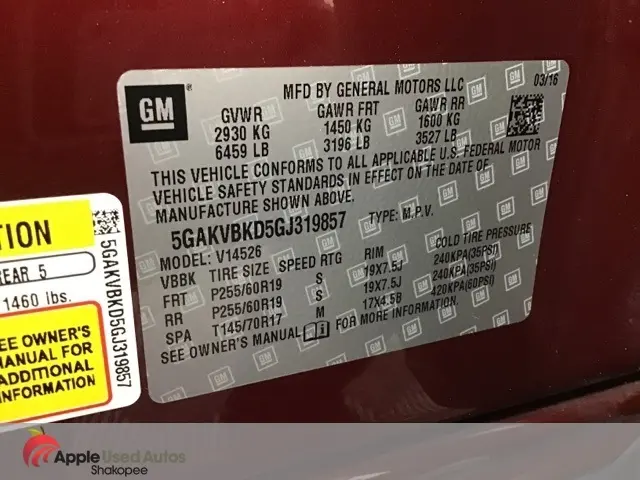 GM
MFD BY GENERAL MOTORS LLC
03/16
GVWR GAWR FRT GAWR RR
2930 KG 1450 KG 1600 KG
6459 LB 3196 LB 3527 LB
THIS VEHICLE CONFORMS TO ALL APPLICABLE U.S. FEDERAL MOTOR
VEHICLE SAFETY STANDARDS IN EFFECT ON THE DATE OF
MANUFACTURE SHOWN ABOVE.
5GAKVBKD5GJ319857 TYPE: M.P.V.
MODEL: V14526
VBBK TIRE SIZE SPEED RTG RIM COLD TIRE PRESSURE
FRT P255/60R19 S 19X7.5J 240KPA(35PSI)
RR P255/60R19 S 19X7.5J 240KPA(35PSI)
SPA T145/70R17 M 17X4.5B 420KPA(60PSI)
SEE OWNER'S MANUAL FOR MORE INFORMATION.
TION
REAR 5
1460 lbs.
SEE OWNER'S
MANUAL FOR
ADDITIONAL
INFORMATION
5GAKVBKD5GJ319857
Apple Used Autos
Shakopee